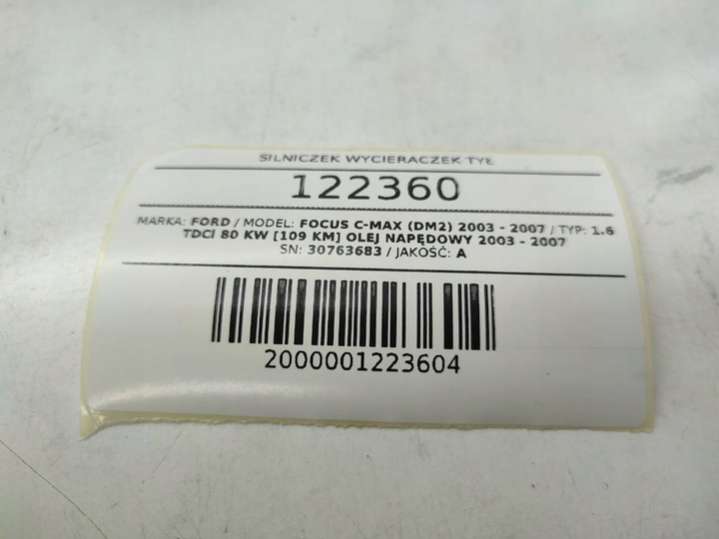 SILNICZEK WYCIERACZEK TYŁ
122360
MARKA: FORD / MODEL: FOCUS C-MAX (DM2) 2003 - 2007 / TYP: 1.6
TDCI 80 KW [109 KM] OLEJ NAPĘDOWY 2003 - 2007
SN: 30763683 / JAKOŚĆ: A
2000001223604